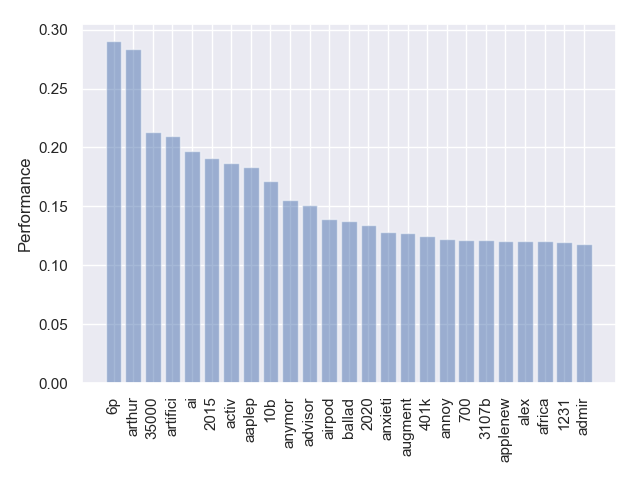 0.30
0.25
0.20
0.15
0.10
0.05
0.00
Performance
6p
arthur
35000
artifici
ai
2015
activ
aaplep
10b
anymor
advisor
airpod
ballad
2020
anxieti
augment
401k
annoy
700
3107b
applenew
alex
africa
1231
admir